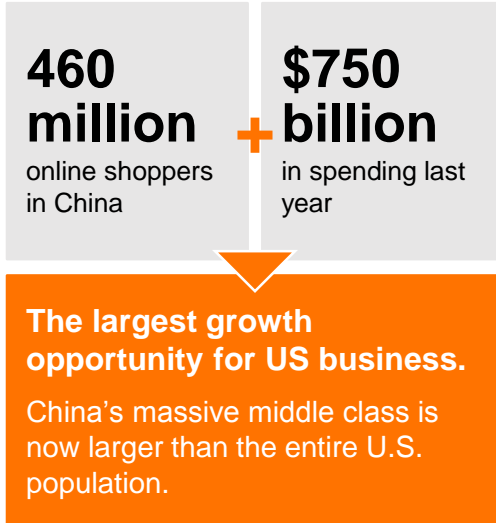 460
million
online shoppers
in China
+
$750
billion
in spending last
year
The largest growth
opportunity for US business.
China's massive middle class is
now larger than the entire U.S.
population.